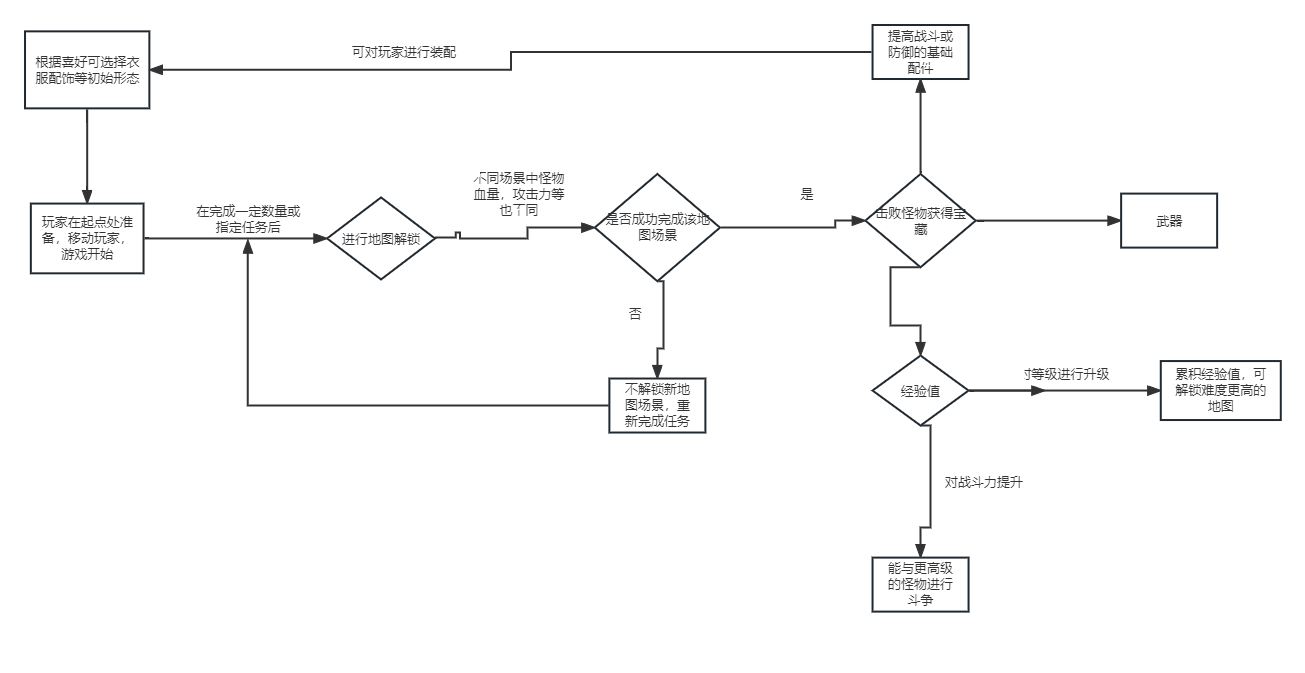 提高战斗或
防御的基础
配件
可对玩家进行装配
根据喜好可选择衣
服配饰等初始形态
不同场景中怪物
血量，攻击力等
也不同
是
在完成一定数量或
指定任务后
玩家在起点处准
备，移动玩家，
游戏开始
进行地图解锁
是否成功完成该地
图场景
击败怪物获得宝
藏
武器
否
不解锁新地
图场景，重
新完成任务
经验值
对等级进行升级
累积经验值，可
解锁难度更高的
地图
对战斗力提升
能与更高级
的怪物进行
斗争